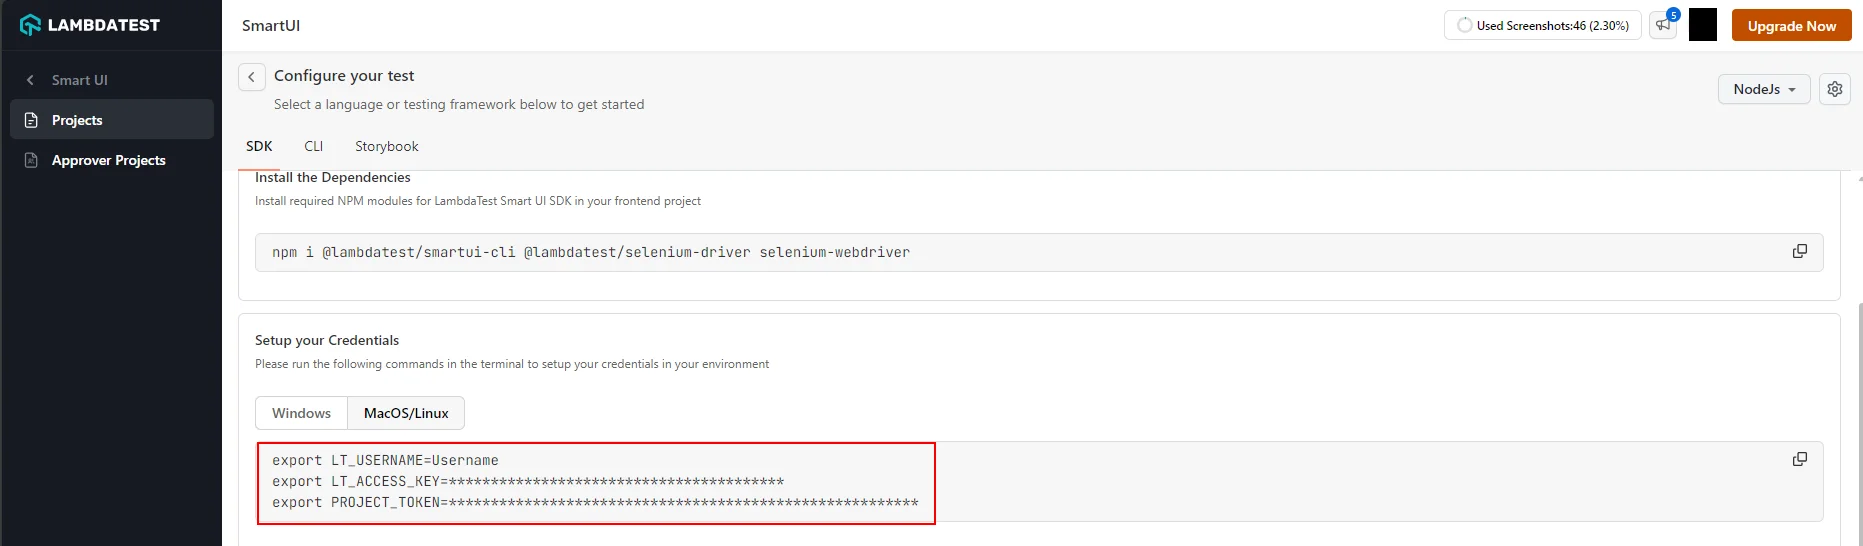 LAMBDATEST
SmartUI
Used Screenshots:46 (2.30%)
5
Upgrade Now
Smart UI
Projects
Approver Projects
Configure your test
Select a language or testing framework below to get started
NodeJs
SDK
CLI
Storybook
Install the Dependencies
Install required NPM modules for LambdaTest Smart UI SDK in your frontend project
npm i @lambdatest/smartui-cli @lambdatest/selenium-driver selenium-webdriver
Setup your Credentials
Please run the following commands in the terminal to setup your credentials in your environment
Windows
MacOS/Linux
export LT_USERNAME=Username
export LT_ACCESS_KEY=****************************************
export PROJECT_TOKEN=********************************************************